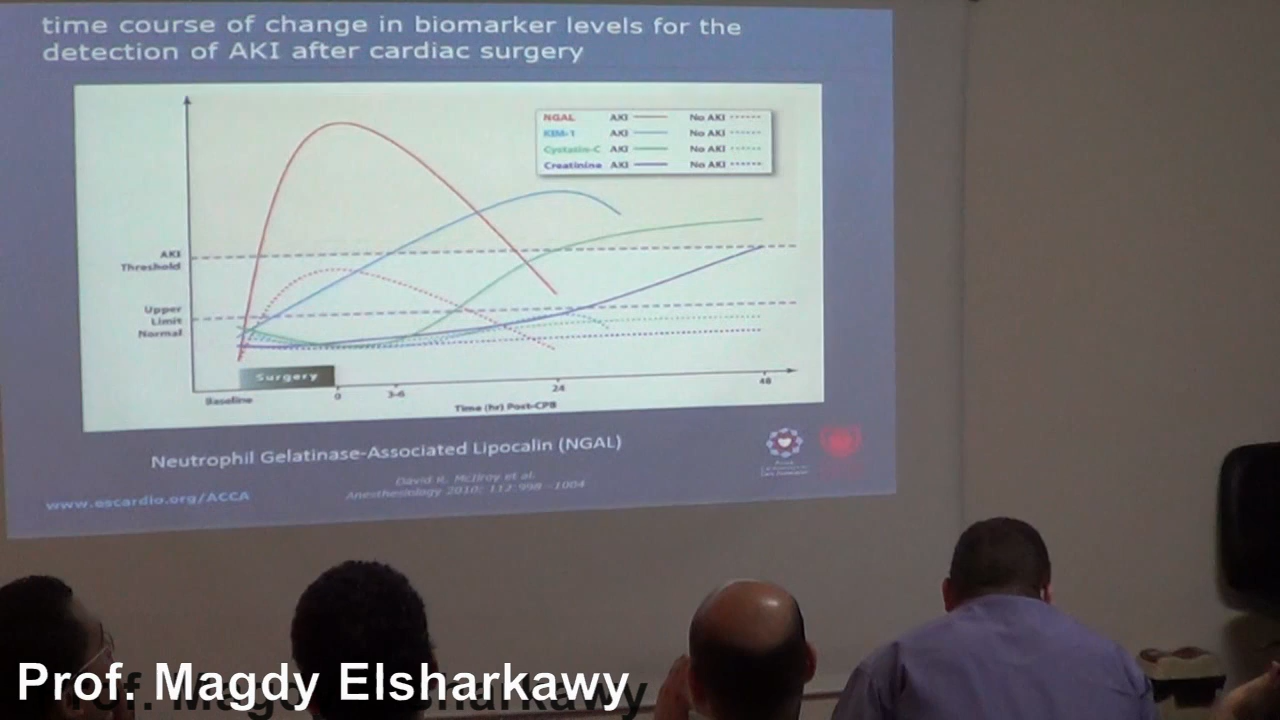 time course of change in biomarker levels for the
detection of AKI after cardiac surgery
NGAL AKI No AKI
KIM-1 AKI No AKI
Cystatin-C AKI No AKI
Creatinine AKI No AKI
AKI
Threshold
Upper
Limit
Normal
Surgery
Baseline
0
3-6
24
48
Time (hr) Post-CPB
Neutrophil Gelatinase-Associated Lipocalin (NGAL)
David R. McIlroy et al.
Anesthesiology 2010; 112:998-1004
www.escardio.org/ACCA
Prof. Magdy Elsharkawy